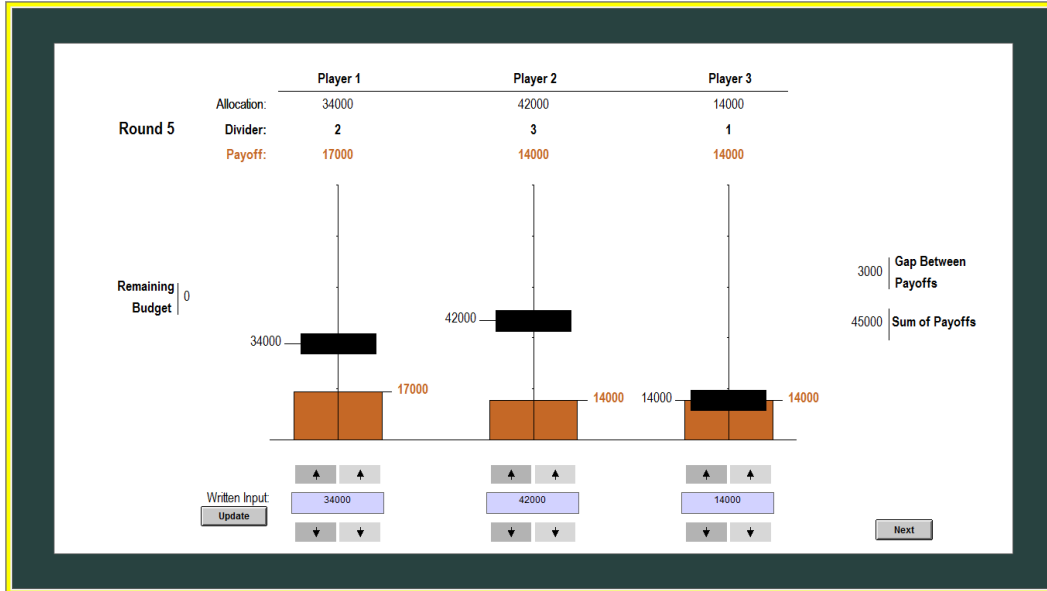 Player 1 Player 2 Player 3
Allocation: 34000 42000 14000
Round 5 Divider: 2 3 1
Payoff: 17000 14000 14000
Gap Between
3000
Payoffs
Remaining
0
Budget
42000
45000 Sum of Payoffs
34000
17000
14000 14000 14000
Written Input: 34000 42000 14000
Update
Next